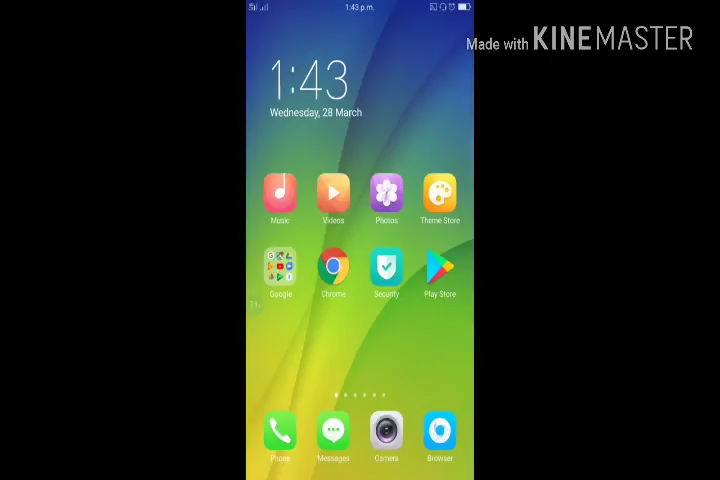 1:43 p.m.
Made with KINEMASTER
1:43
Wednesday, 28 March
Music Videos Photos Theme Store
Google Chrome Security Play Store
Phone Messages Camera Browser